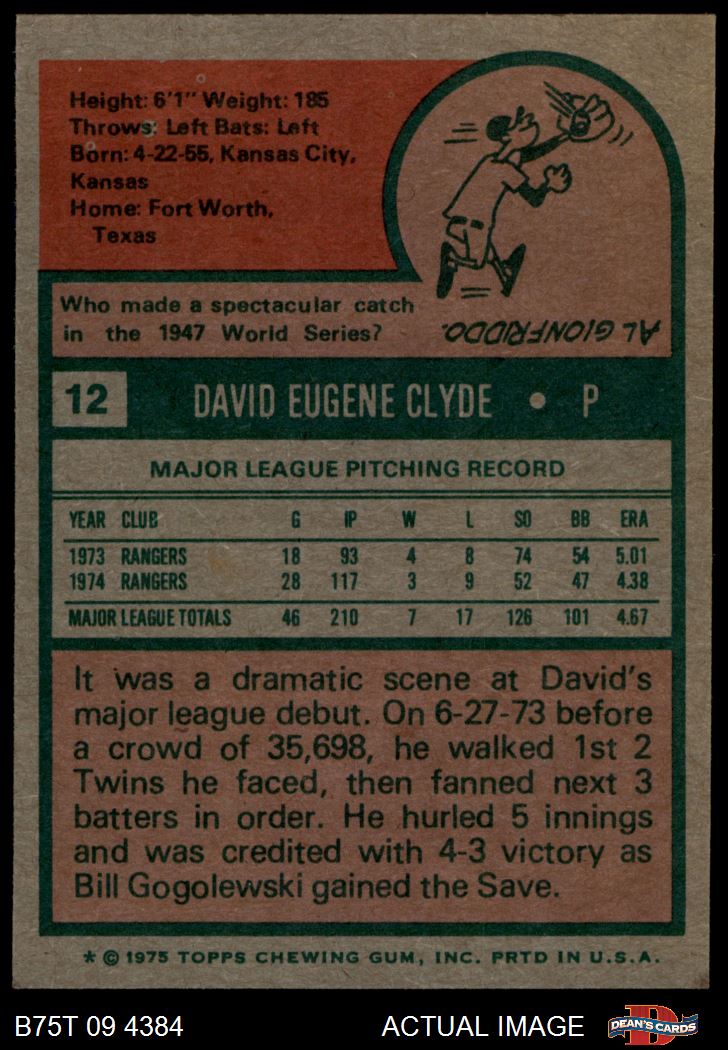 Height: 6'1" Weight: 185
Throws: Left Bats: Left
Born: 4-22-55, Kansas City,
Kansas
Home: Fort Worth,
Texas
Who made a spectacular catch
in the 1947 World Series?
AL GIONFRIDDO.
12 DAVID EUGENE CLYDE • P
MAJOR LEAGUE PITCHING RECORD
YEAR CLUB G IP W L SO BB ERA
1973 RANGERS 18 93 4 8 74 54 5.01
1974 RANGERS 28 117 3 9 52 47 4.38
MAJOR LEAGUE TOTALS 46 210 7 17 126 101 4.67
It was a dramatic scene at David's
major league debut. On 6-27-73 before
a crowd of 35,698, he walked 1st 2
Twins he faced, then fanned next 3
batters in order. He hurled 5 innings
and was credited with 4-3 victory as
Bill Gogolewski gained the Save.
* © 1975 TOPPS CHEWING GUM, INC. PRTD IN U.S.A.
B75T 09 4384 ACTUAL IMAGE D DEAN'S CARDS